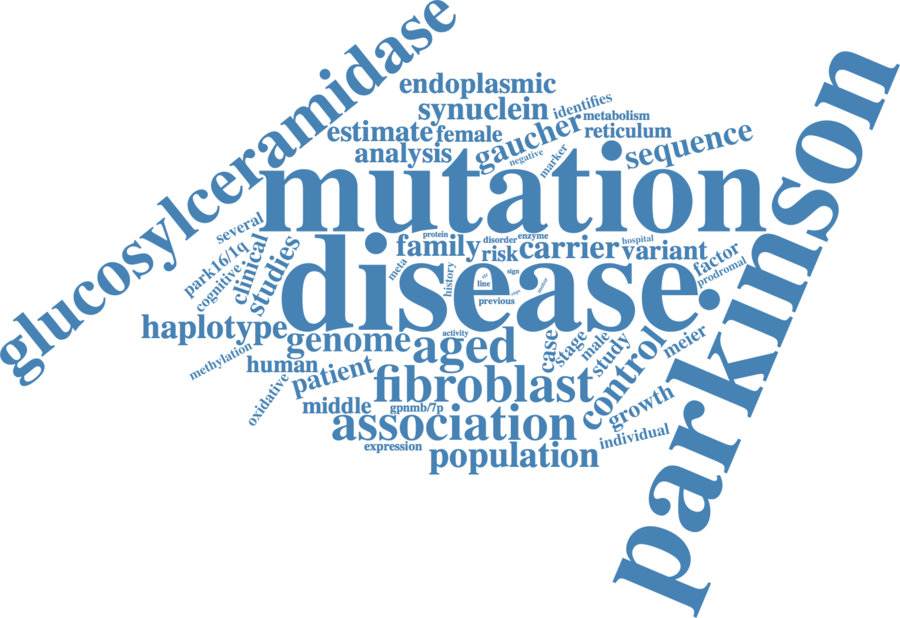 glucosylceramidase
parkinson
endoplasmic
synuclein
identifies
metabolism
estimate
female
gaucher
reticulum
analysis
negative
marker
sequence
mutation
several
protein
enzyme
park16/1q
clinical
studies
family
disorder
risk
carrier
hospital
variant
factor
cognitive
meta
history
line
sign
prodromal
disease
previous
haplotype
genome
activity
aged
case
stage
male
study
control
meier
methylation
human
patient
fibroblast
oxidative
middle
gpnmb/7p
growth
association
individual
expression
population